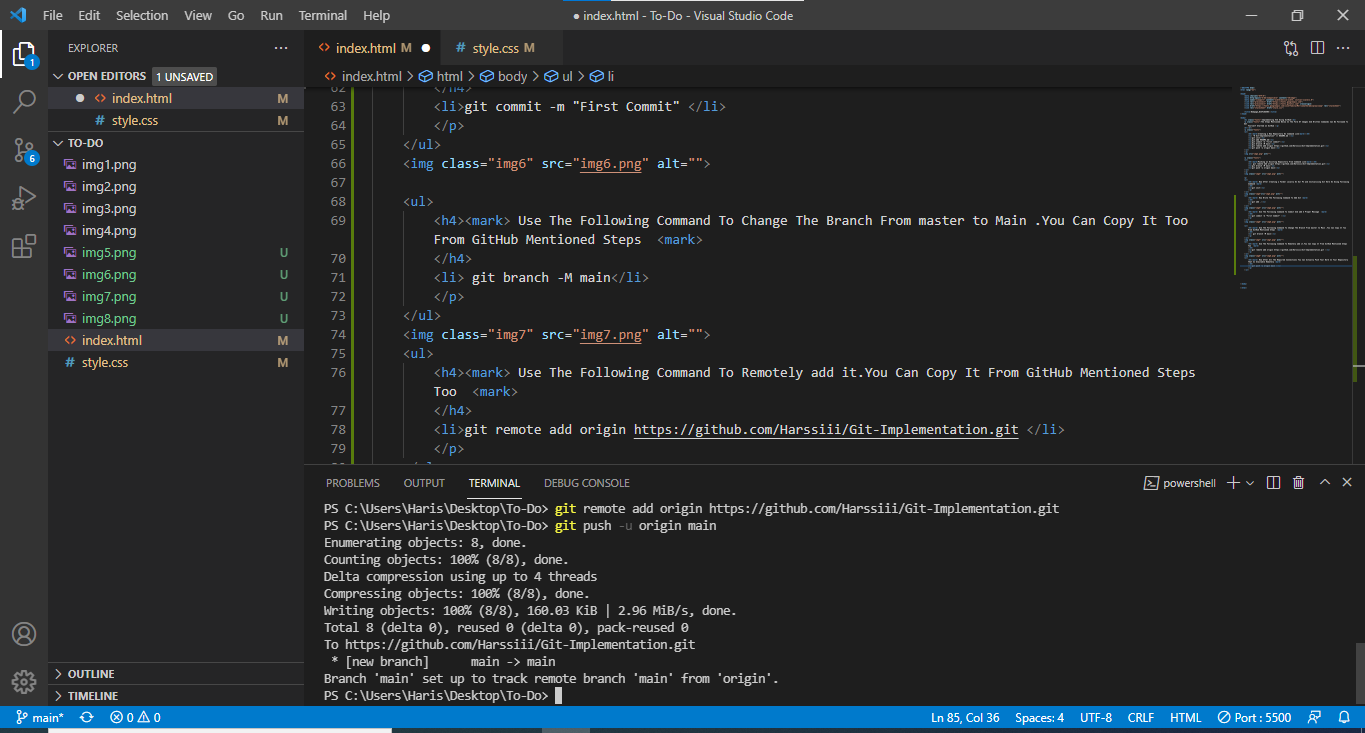 File Edit Selection View Go Run Terminal Help ● index.html - To-Do - Visual Studio Code
EXPLORER
index.html M
# style.css M
OPEN EDITORS 1 UNSAVED
index.html M
# style.css M
TO-DO
img1.png
img2.png
img3.png
img4.png
img5.png U
img6.png U
img7.png U
img8.png U
index.html M
# style.css M
OUTLINE
TIMELINE
1
6
index.html > html > body > ul > li
62 </h4>
63 <li>git commit -m "First Commit" </li>
64 </p>
65 </ul>
66 <img class="img6" src="img6.png" alt="">
67
68 <ul>
69 <h4><mark> Use The Following Command To Change The Branch From master to Main .You Can Copy It Too
From GitHub Mentioned Steps <mark>
70 </h4>
71 <li> git branch -M main</li>
72 </p>
73 </ul>
74 <img class="img7" src="img7.png" alt="">
75 <ul>
76 <h4><mark> Use The Following Command To Remotely add it.You Can Copy It From GitHub Mentioned Steps
Too <mark>
77 </h4>
78 <li>git remote add origin https://github.com/Harssiii/Git-Implementation.git </li>
79 </p>
PROBLEMS OUTPUT TERMINAL DEBUG CONSOLE powershell
PS C:\Users\Haris\Desktop\To-Do> git remote add origin https://github.com/Harssiii/Git-Implementation.git
PS C:\Users\Haris\Desktop\To-Do> git push -u origin main
Enumerating objects: 8, done.
Counting objects: 100% (8/8), done.
Delta compression using up to 4 threads
Compressing objects: 100% (8/8), done.
Writing objects: 100% (8/8), 160.03 KiB | 2.96 MiB/s, done.
Total 8 (delta 0), reused 0 (delta 0), pack-reused 0
To https://github.com/Harssiii/Git-Implementation.git
* [new branch] main -> main
Branch 'main' set up to track remote branch 'main' from 'origin'.
PS C:\Users\Haris\Desktop\To-Do>
main* 0 0 Ln 85, Col 36 Spaces: 4 UTF-8 CRLF HTML Port : 5500